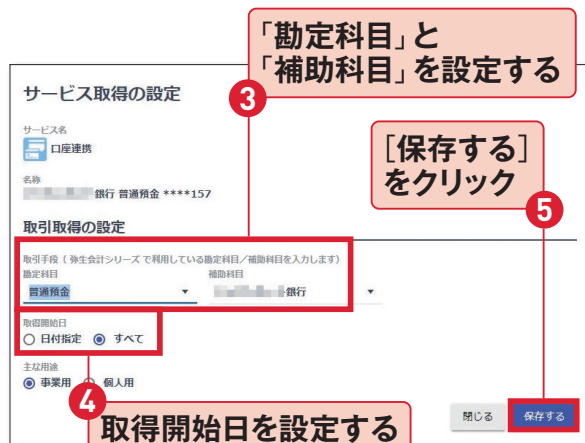 「勘定科目」と
「補助科目」を設定する
サービス取得の設定
3
サービス名
口座連携
[保存する]
をクリック
名称
銀行 普通預金 ****157
5
取引取得の設定
取引手段（弥生会計シリーズ で利用している勘定科目／補助科目を入力します）
勘定科目 補助科目
普通預金 銀行
取得開始日
日付指定 すべて
主な用途
事業用 個人用
4
取得開始日を設定する
閉じる 保存する